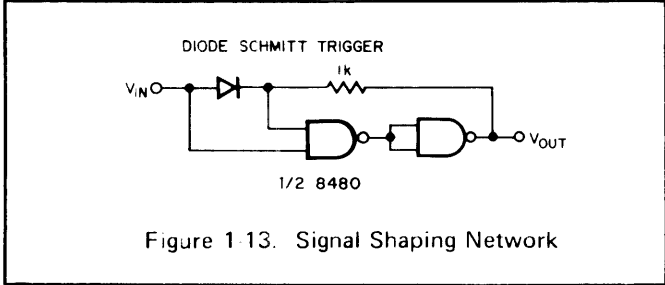 DIODE SCHMITT TRIGGER
1k
VIN
VOUT
1/2 8480
Figure 1-13. Signal Shaping Network